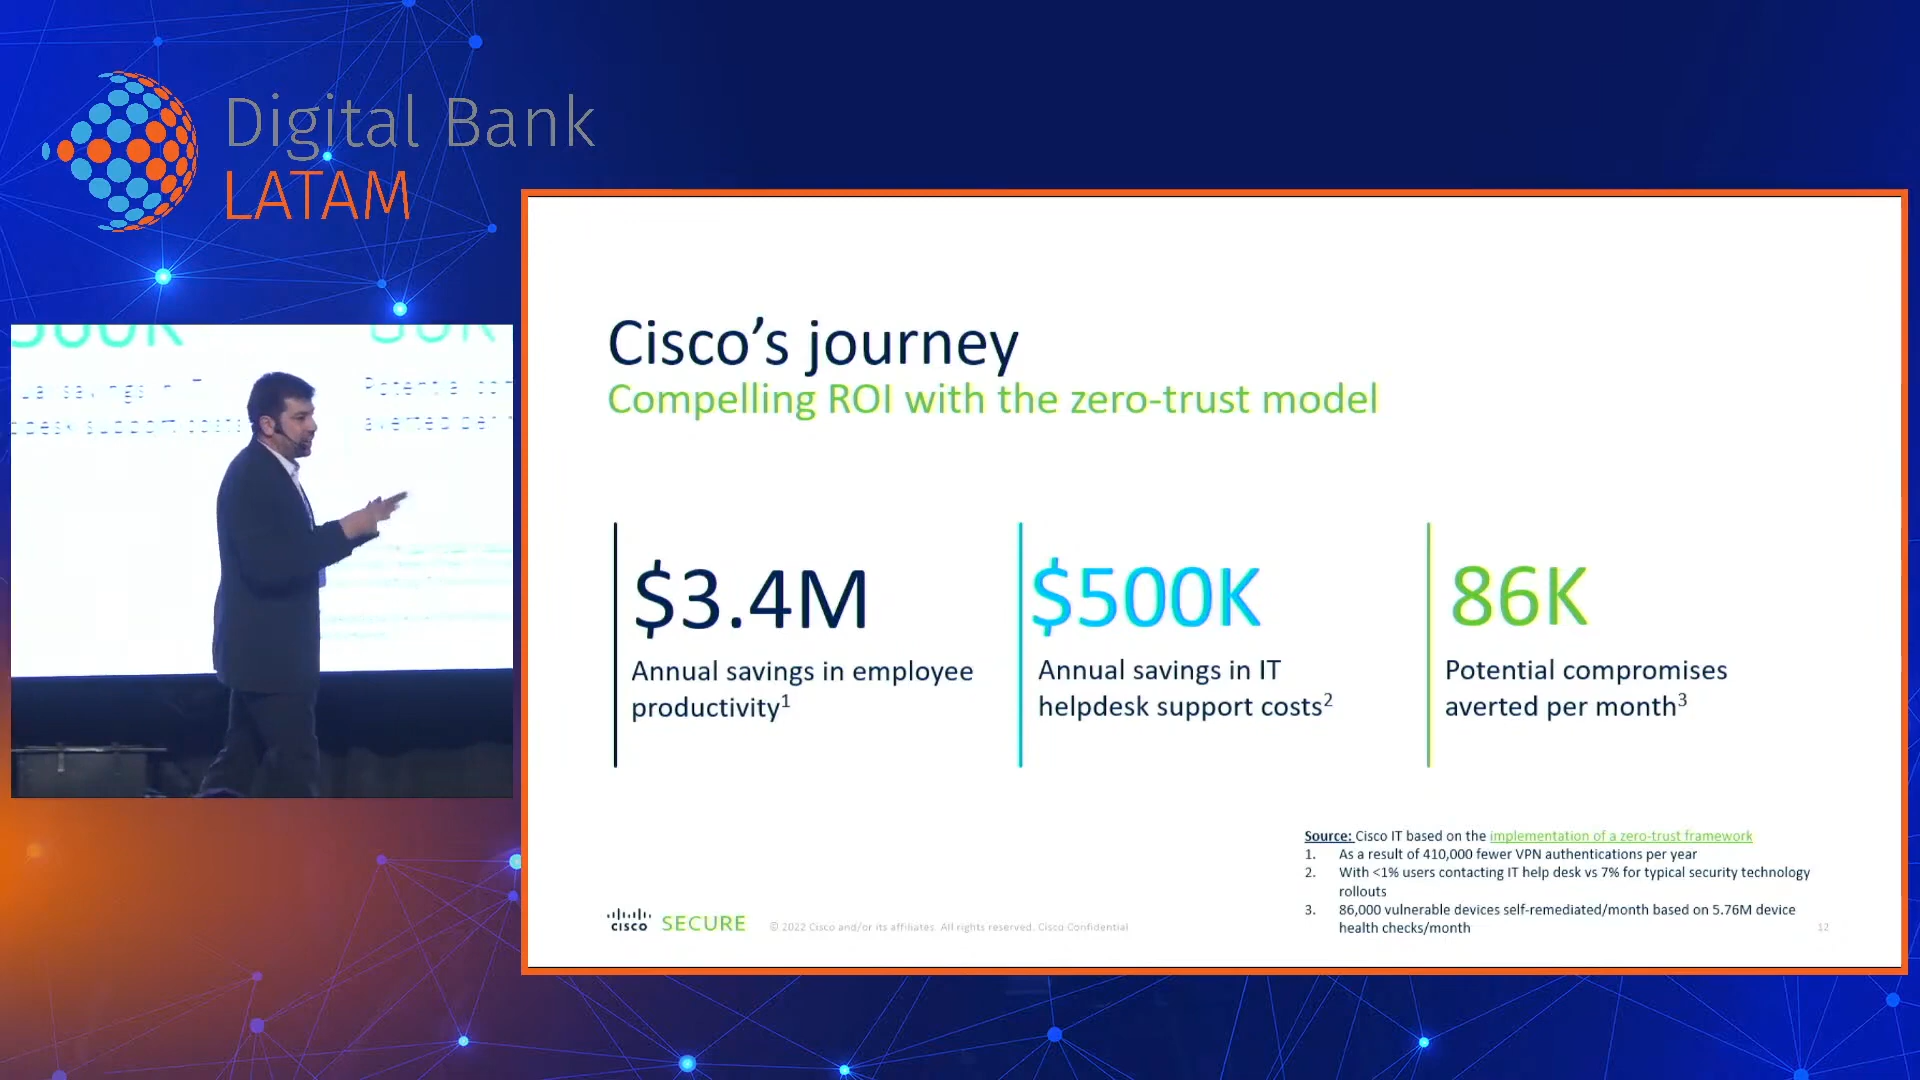 Digital Bank
LATAM
Cisco's journey
Compelling ROI with the zero-trust model
$3.4M
Annual savings in employee
productivity1
$500K
Annual savings in IT
helpdesk support costs2
86K
Potential compromises
averted per month3
Source: Cisco IT based on the implementation of a zero-trust framework
1. As a result of 410,000 fewer VPN authentications per year
2. With <1% users contacting IT help desk vs 7% for typical security technology
rollouts
3. 86,000 vulnerable devices self-remediated/month based on 5.76M device
health checks/month
cisco SECURE © 2022 Cisco and/or its affiliates. All rights reserved. Cisco Confidential
12